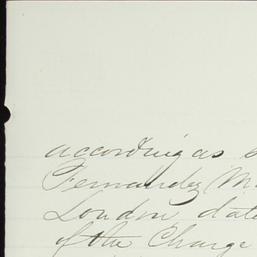 according as
Fernandez M
London date
of the Charge